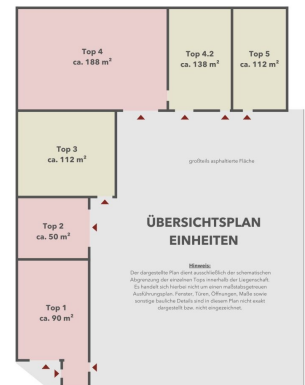 Top 4
ca. 188 m²
Top 4.2
ca. 138 m²
Top 5
ca. 112 m²
Top 3
ca. 112 m²
großteils asphaltierte Fläche
Top 2
ca. 50 m²
ÜBERSICHTSPLAN
EINHEITEN
Hinweis:
Der dargestellte Plan dient ausschließlich der schematischen
Abgrenzung der einzelnen Tops innerhalb der Liegenschaft.
Es handelt sich hierbei nicht um einen maßstabsgetreuen
Ausführungsplan. Fenster, Türen, Öffnungen, Maße sowie
sonstige bauliche Details sind in diesem Plan nicht exakt
dargestellt bzw. nicht eingezeichnet.
Top 1
ca. 90 m²